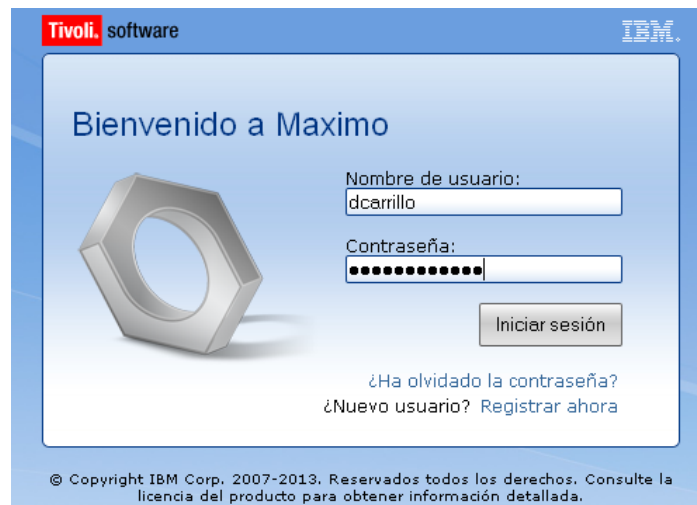 Tivoli. software IBM.
Bienvenido a Maximo
Nombre de usuario:
dcarrillo
Contraseña:
●●●●●●●●●●●●
Iniciar sesión
¿Ha olvidado la contraseña?
¿Nuevo usuario? Registrar ahora
© Copyright IBM Corp. 2007-2013. Reservados todos los derechos. Consulte la
licencia del producto para obtener información detallada.